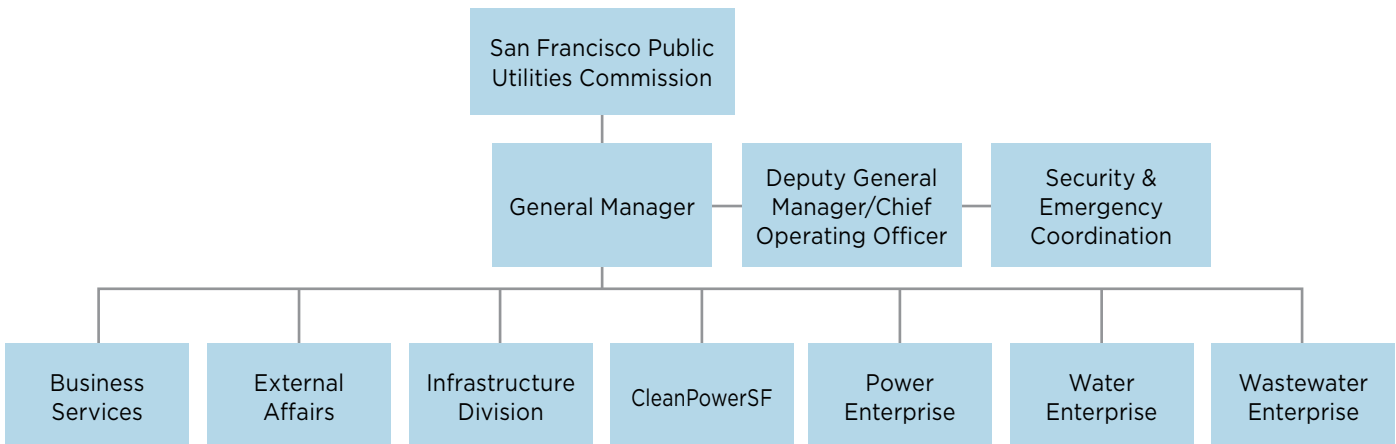 San Francisco Public
Utilities Commission
General Manager
Deputy General
Manager/Chief
Operating Officer
Security &
Emergency
Coordination
Business
Services
External
Affairs
Infrastructure
Division
CleanPowerSF
Power
Enterprise
Water
Enterprise
Wastewater
Enterprise